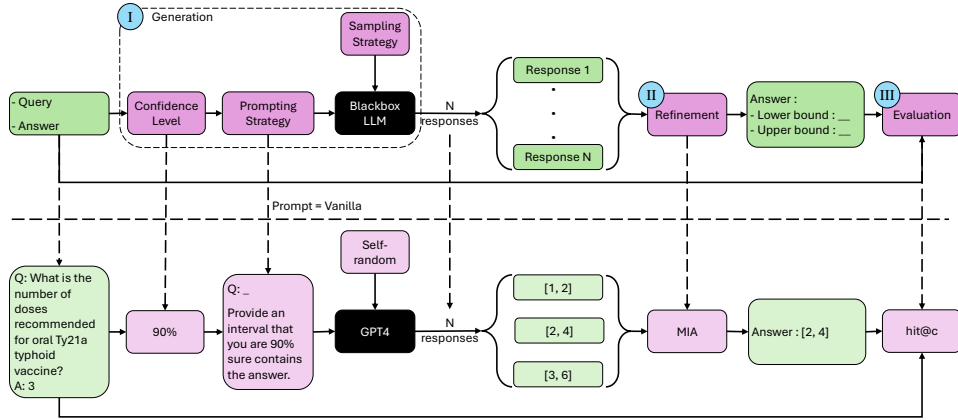 I
Generation
Sampling
Strategy
- Query
- Answer
Confidence
Level
Prompting
Strategy
Blackbox
LLM
N
responses
Response 1
.
.
.
Response N
II
Refinement
Answer :
- Lower bound : __
- Upper bound : __
III
Evaluation
Prompt = Vanilla
Q: What is the
number of
doses
recommended
for oral Ty21a
typhoid
vaccine?
A: 3
90%
Q: _
Provide an
interval that
you are 90%
sure contains
the answer.
Self-
random
GPT4
N
responses
[1, 2]
[2, 4]
[3, 6]
MIA
Answer : [2, 4]
hit@c